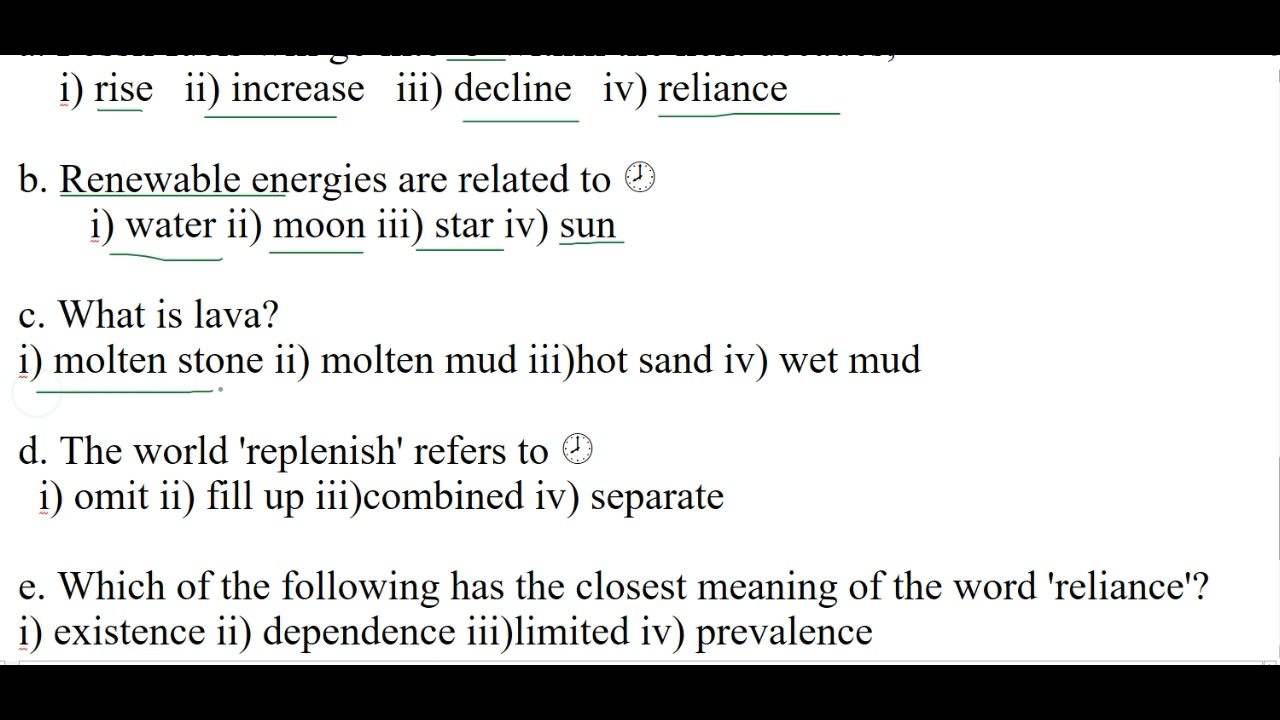 i) rise ii) increase iii) decline iv) reliance
b. Renewable energies are related to 🕗
i) water ii) moon iii) star iv) sun
c. What is lava?
i) molten stone ii) molten mud iii)hot sand iv) wet mud
d. The world 'replenish' refers to 🕗
i) omit ii) fill up iii)combined iv) separate
e. Which of the following has the closest meaning of the word 'reliance'?
i) existence ii) dependence iii)limited iv) prevalence